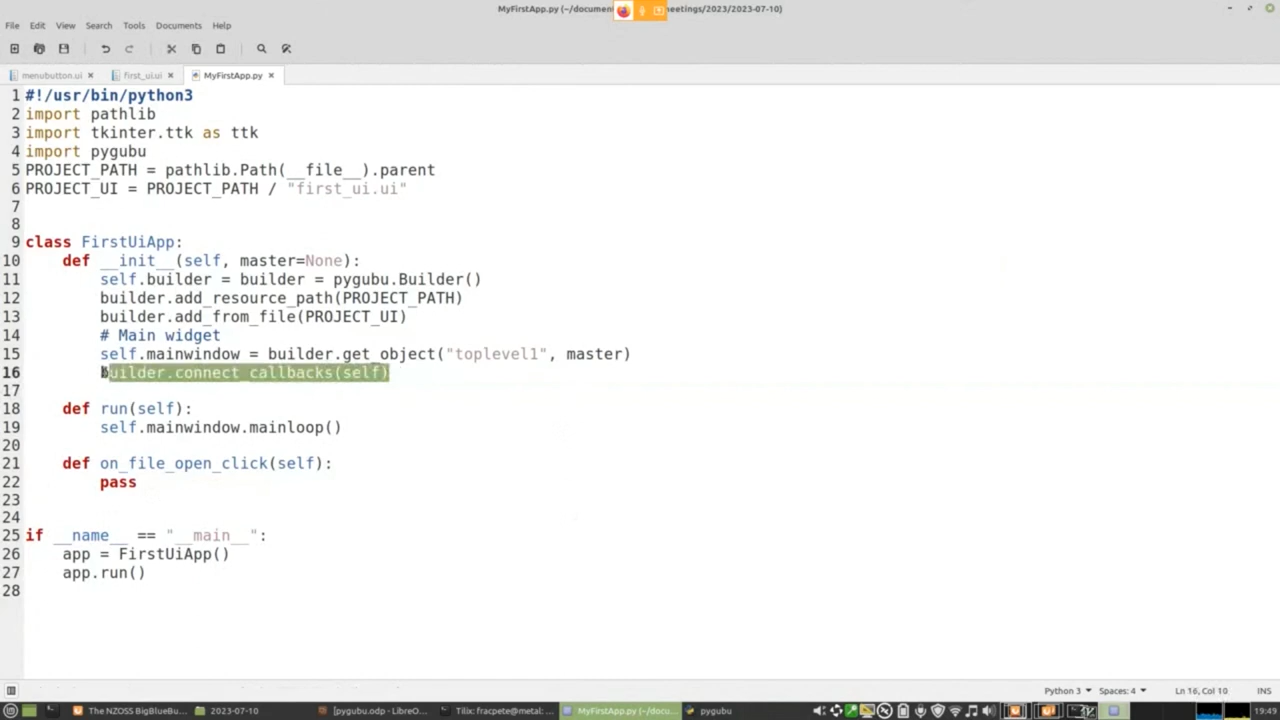 MyFirstApp.py (~/documen eetings/2023/2023-07-10)
File Edit View Search Tools Documents Help
menubutton.ui first_ui.ui MyFirstApp.py
1 #!/usr/bin/python3
2 import pathlib
3 import tkinter.ttk as ttk
4 import pygubu
5 PROJECT_PATH = pathlib.Path(__file__).parent
6 PROJECT_UI = PROJECT_PATH / "first_ui.ui"
7
8
9 class FirstUiApp:
10 def __init__(self, master=None):
11 self.builder = builder = pygubu.Builder()
12 builder.add_resource_path(PROJECT_PATH)
13 builder.add_from_file(PROJECT_UI)
14 # Main widget
15 self.mainwindow = builder.get_object("toplevel1", master)
16 builder.connect_callbacks(self)
17
18 def run(self):
19 self.mainwindow.mainloop()
20
21 def on_file_open_click(self):
22 pass
23
24
25 if __name__ == "__main__":
26 app = FirstUiApp()
27 app.run()
28
Python 3 Spaces: 4 Ln 16, Col 10 INS
The NZOSS BigBlueBu... 2023-07-10 [pygubu.odp - LibreO... Tilix: fracpete@metal: ... MyFirstApp.py (~/docu... pygubu 19:49